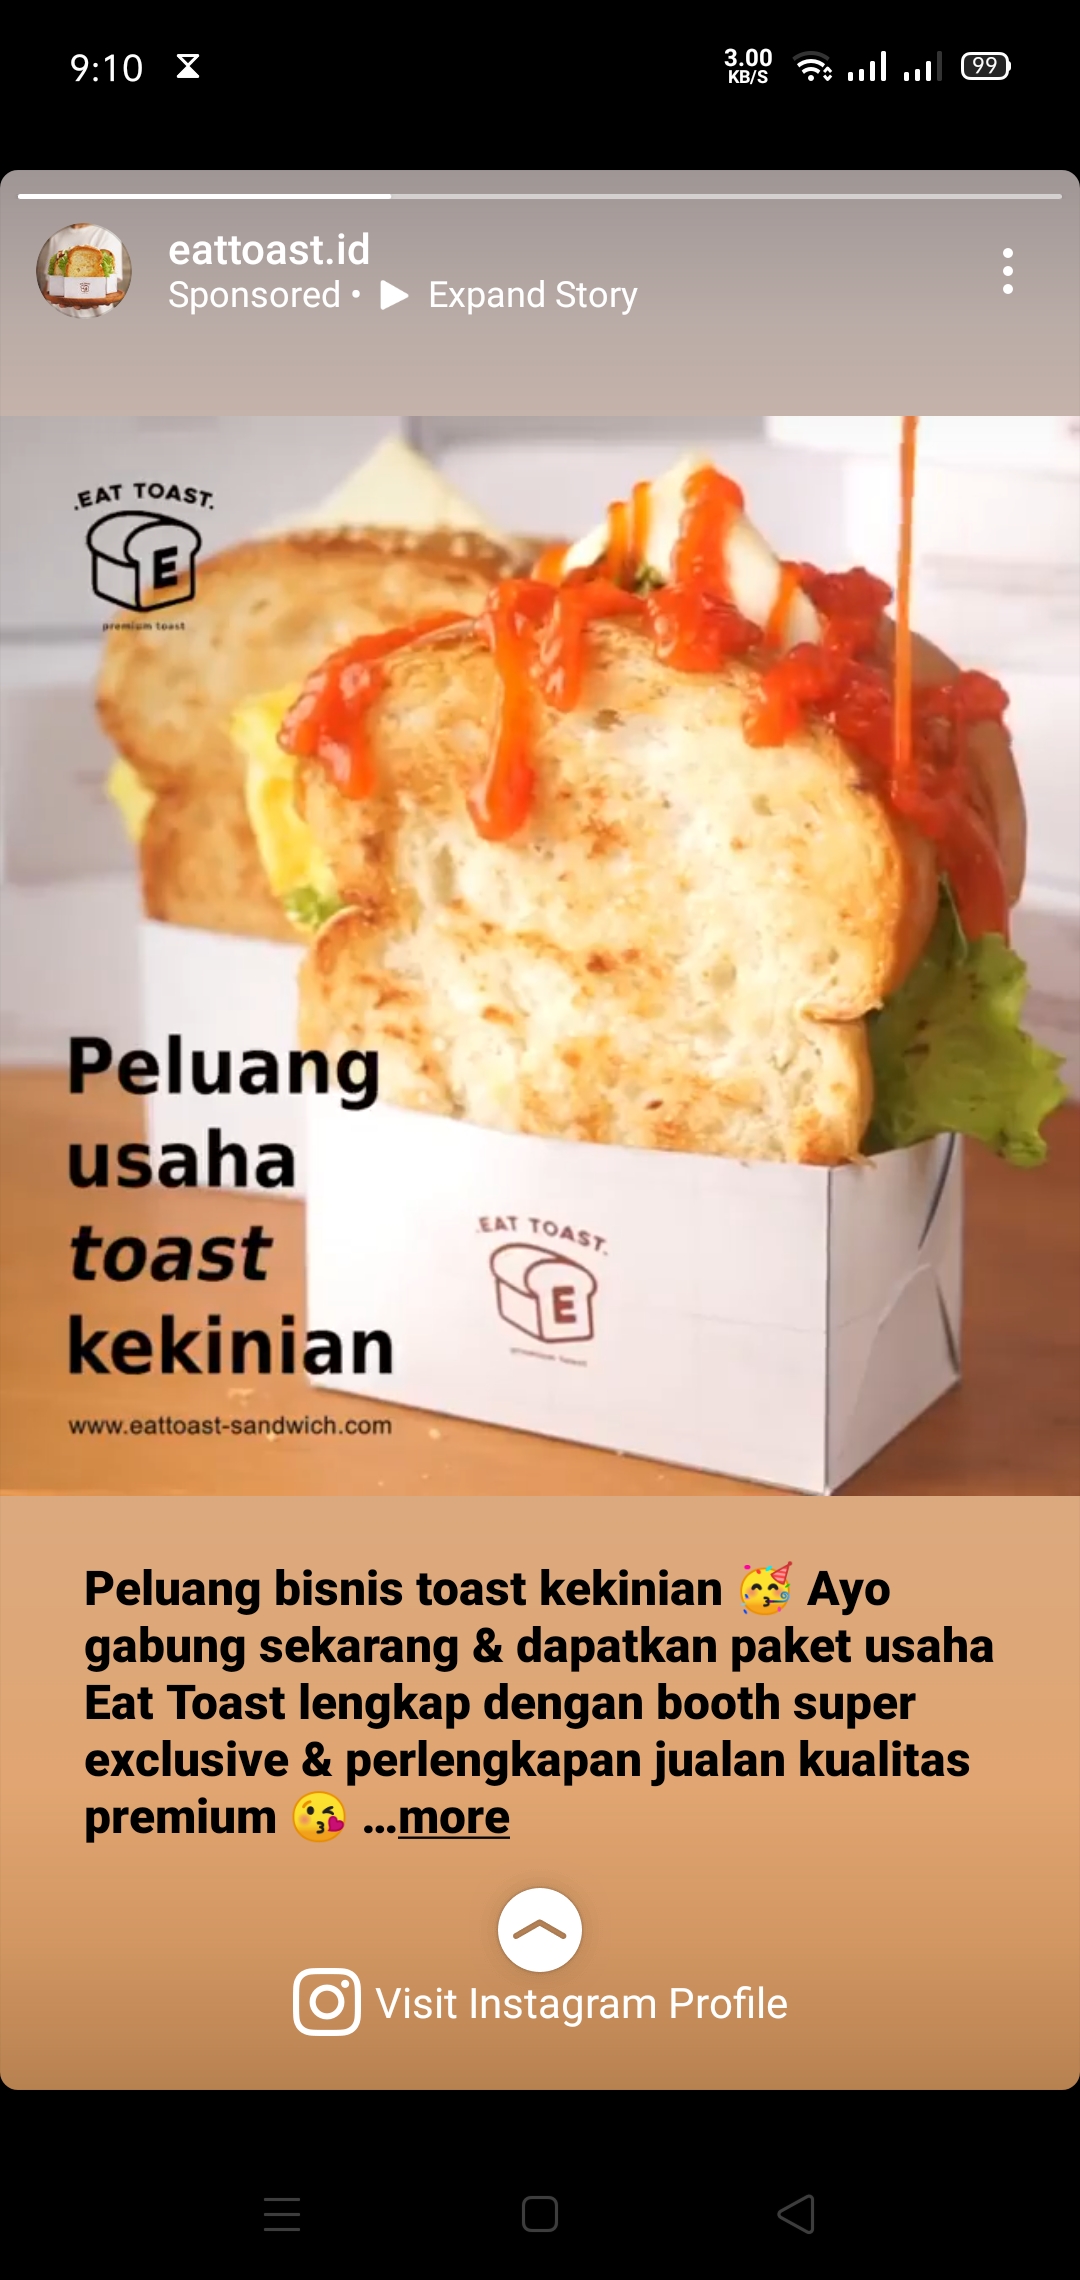 9:10
3.00
KB/S
99
eattoast.id
Sponsored • Expand Story
.EAT TOAST.
E
premium toast
Peluang
usaha
toast
kekinian
www.eattoast-sandwich.com
.EAT TOAST.
E
premium toast
Peluang bisnis toast kekinian 🥳 Ayo
gabung sekarang & dapatkan paket usaha
Eat Toast lengkap dengan booth super
exclusive & perlengkapan jualan kualitas
premium 😘 ...more
Visit Instagram Profile